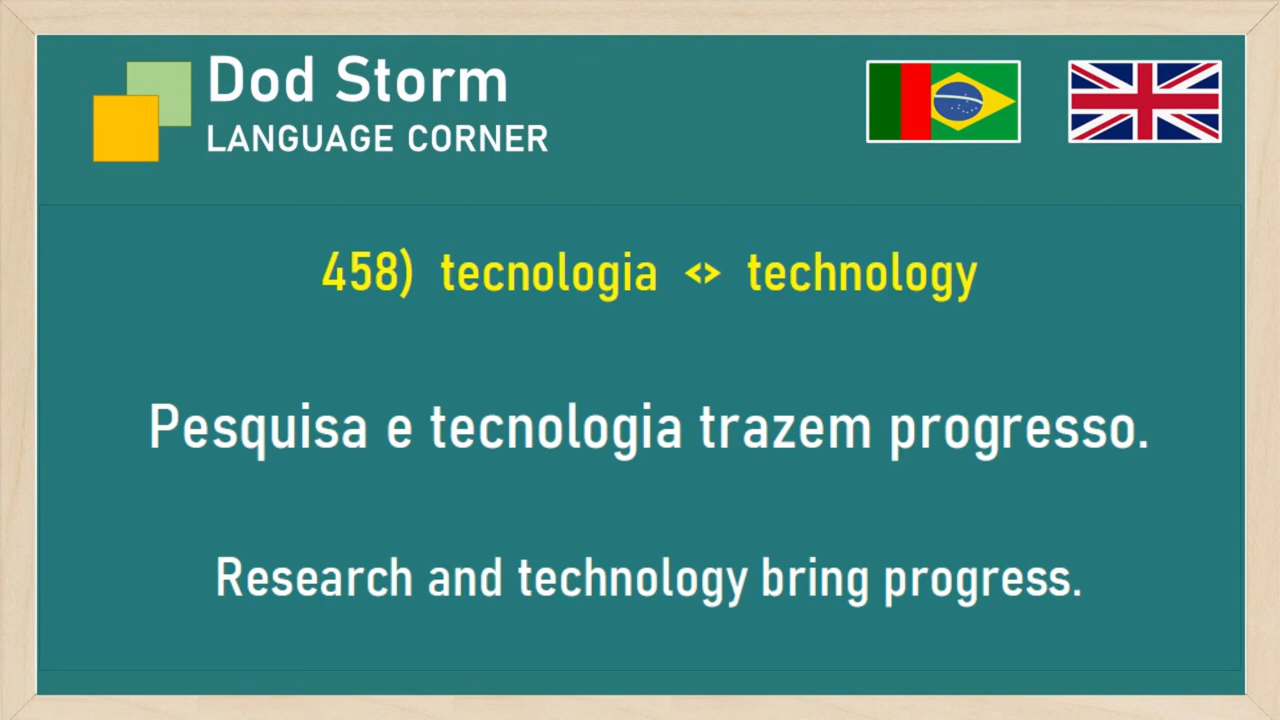 Dod Storm
LANGUAGE CORNER
458) tecnologia <> technology
Pesquisa e tecnologia trazem progresso.
Research and technology bring progress.